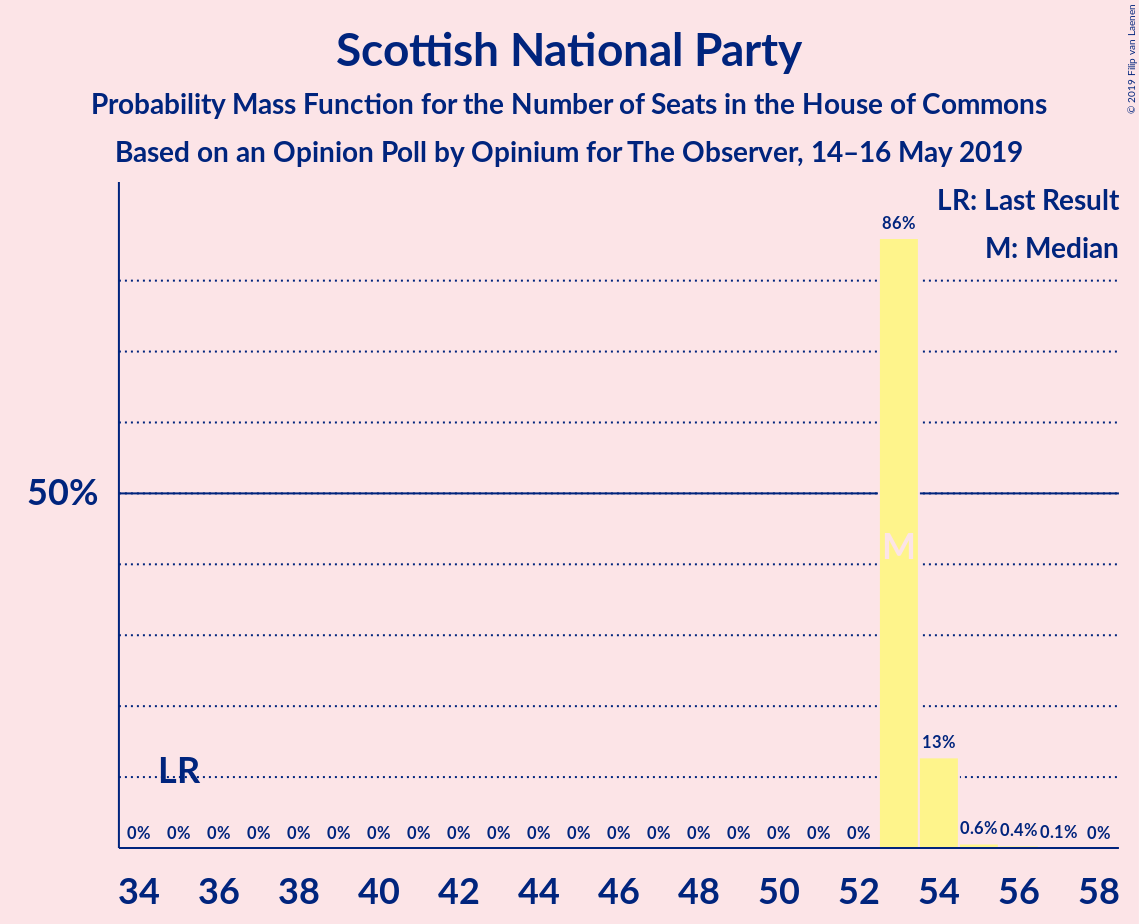 Scottish National Party
Probability Mass Function for the Number of Seats in the House of Commons
Based on an Opinion Poll by Opinium for The Observer, 14–16 May 2019
© 2019 Filip van Laenen
LR: Last Result
M: Median
86%
50%
M
13%
LR
0% 0% 0% 0% 0% 0% 0% 0% 0% 0% 0% 0% 0% 0% 0% 0% 0% 0% 0% 0.6% 0.4% 0.1% 0%
34 36 38 40 42 44 46 48 50 52 54 56 58